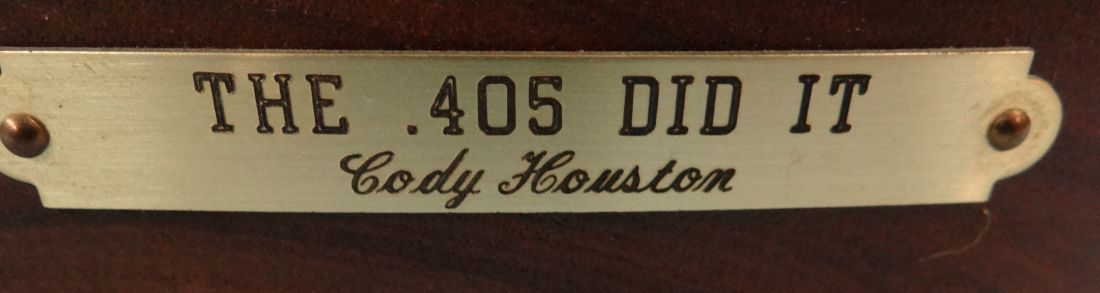 THE .405 DID IT
Cody Houston